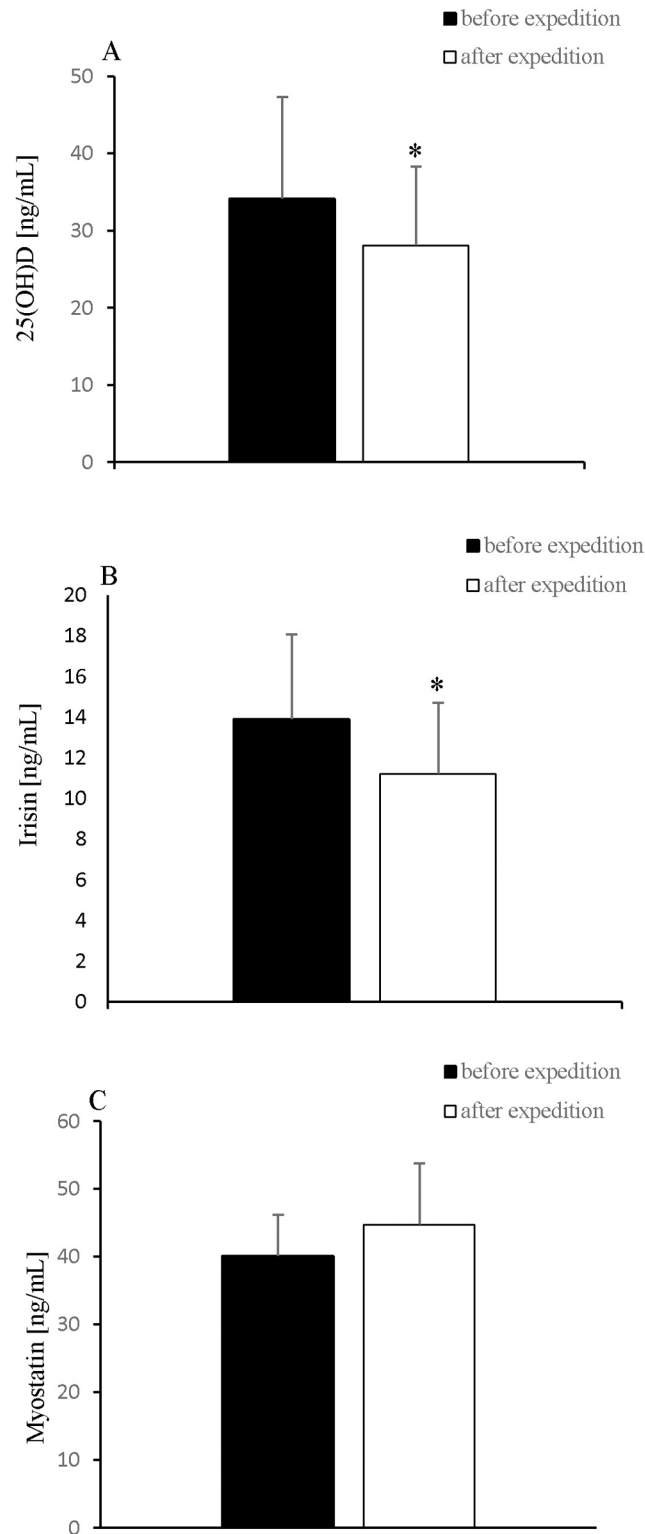 before expedition
A
after expedition
50
*
40
30
20
10
0
25(OH)D [ng/mL]
before expedition
B
after expedition
20
18
16
*
14
12
10
8
6
4
2
0
Irisin [ng/mL]
before expedition
C
after expedition
60
50
40
30
20
10
0
Myostatin [ng/mL]